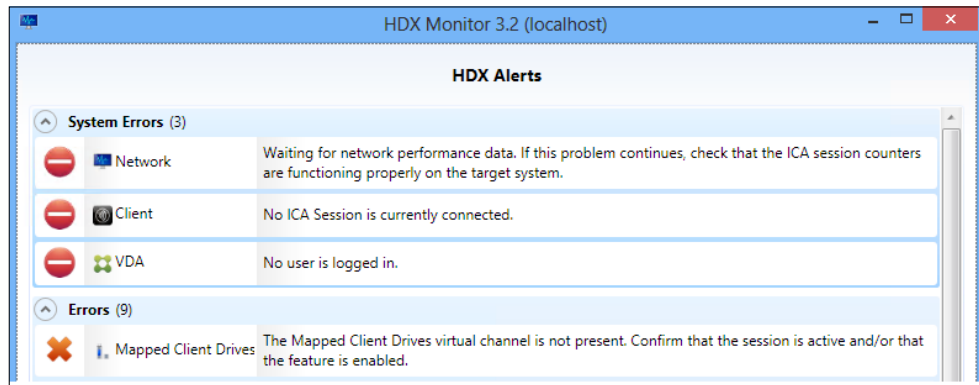 HDX Monitor 3.2 (localhost)
HDX Alerts
System Errors (3)
Network
Waiting for network performance data. If this problem continues, check that the ICA session counters
are functioning properly on the target system.
Client
No ICA Session is currently connected.
VDA
No user is logged in.
Errors (9)
Mapped Client Drives
The Mapped Client Drives virtual channel is not present. Confirm that the session is active and/or that
the feature is enabled.